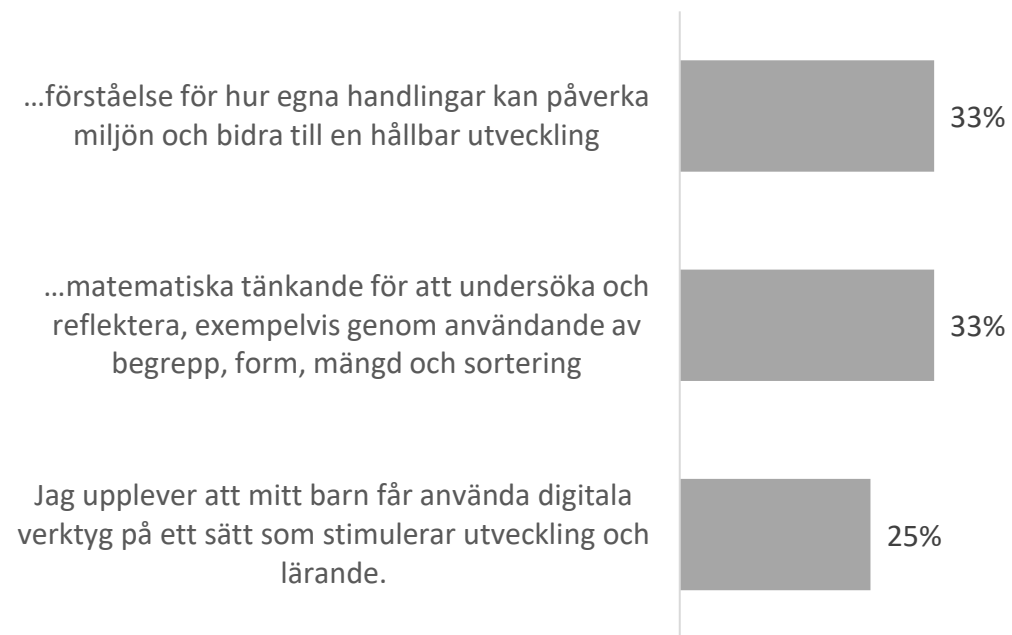 …förståelse för hur egna handlingar kan påverka
miljön och bidra till en hållbar utveckling
33%
…matematiska tänkande för att undersöka och
reflektera, exempelvis genom användande av
begrepp, form, mängd och sortering
33%
Jag upplever att mitt barn får använda digitala
verktyg på ett sätt som stimulerar utveckling och
lärande.
25%